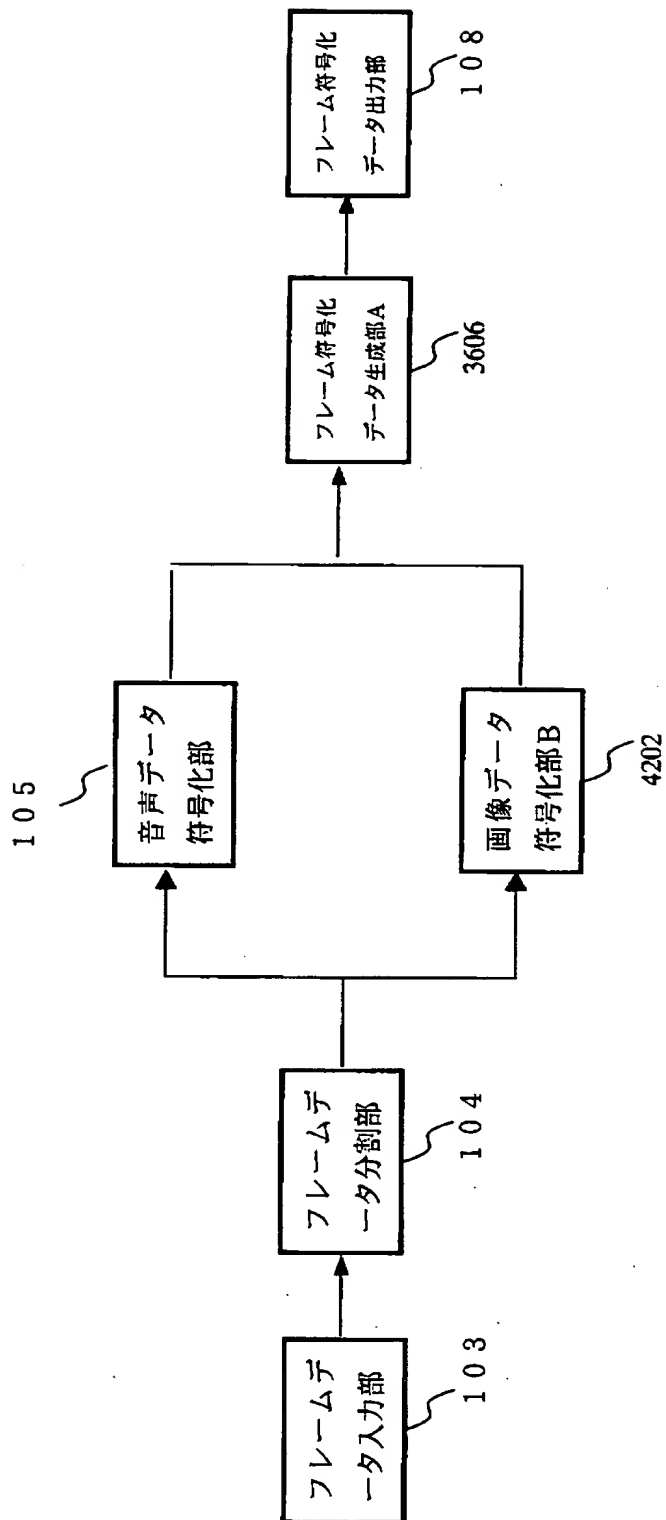 フレームデ
ータ入力部
103
フレームデ
ータ分割部
104
音声データ
符号化部
105
画像データ
符号化部B
4202
フレーム符号化
データ生成部A
3606
フレーム符号化
データ出力部
108